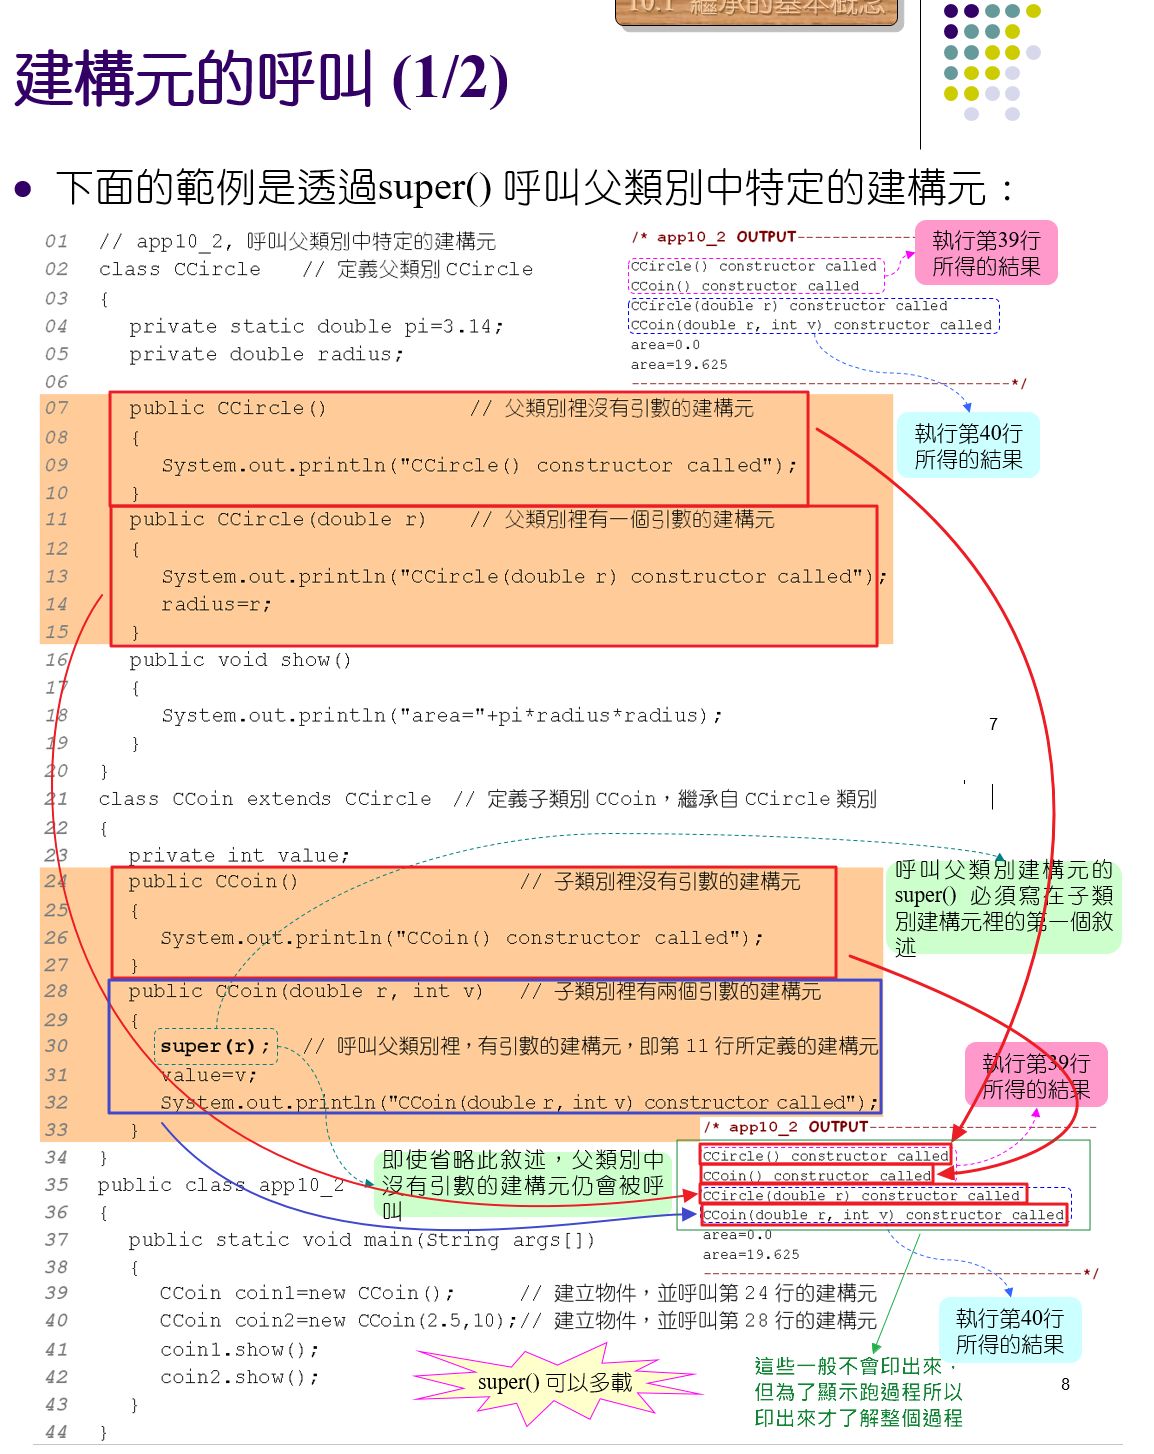 10.1 繼承的基本概念
建構元的呼叫 (1/2)
下面的範例是透過super() 呼叫父類別中特定的建構元：
01 // app10_2, 呼叫父類別中特定的建構元
02 class CCircle // 定義父類別 CCircle
03 {
04 private static double pi=3.14;
05 private double radius;
06
07 public CCircle() // 父類別裡沒有引數的建構元
08 {
09 System.out.println("CCircle() constructor called");
10 }
11 public CCircle(double r) // 父類別裡有一個引數的建構元
12 {
13 System.out.println("CCircle(double r) constructor called");
14 radius=r;
15 }
16 public void show()
17 {
18 System.out.println("area="+pi*radius*radius);
19 }
20 }
21 class CCoin extends CCircle // 定義子類別 CCoin，繼承自 CCircle 類別
22 {
23 private int value;
24 public CCoin() // 子類別裡沒有引數的建構元
25 {
26 System.out.println("CCoin() constructor called");
27 }
28 public CCoin(double r, int v) // 子類別裡有兩個引數的建構元
29 {
30 super(r); // 呼叫父類別裡，有引數的建構元，即第 11 行所定義的建構元
31 value=v;
32 System.out.println("CCoin(double r, int v) constructor called");
33 }
34 }
35 public class app10_2
36 {
37 public static void main(String args[])
38 {
39 CCoin coin1=new CCoin(); // 建立物件，並呼叫第 24 行的建構元
40 CCoin coin2=new CCoin(2.5,10);// 建立物件，並呼叫第 28 行的建構元
41 coin1.show();
42 coin2.show();
43 }
44 }
/* app10_2 OUTPUT---------------
CCircle() constructor called
CCoin() constructor called
CCircle(double r) constructor called
CCoin(double r, int v) constructor called
area=0.0
area=19.625
--------------------------------------------*/
執行第39行
所得的結果
執行第40行
所得的結果
7
呼叫父類別建構元的
super() 必須寫在子類
別建構元裡的第一個敘
述
執行第39行
所得的結果
/* app10_2 OUTPUT---------------------------
CCircle() constructor called
CCoin() constructor called
CCircle(double r) constructor called
CCoin(double r, int v) constructor called
area=0.0
area=19.625
--------------------------------------------*/
即使省略此敘述，父類別中
沒有引數的建構元仍會被呼
叫
執行第40行
所得的結果
super() 可以多載
這些一般不會印出來，
但為了顯示跑過程所以
印出來才了解整個過程
8